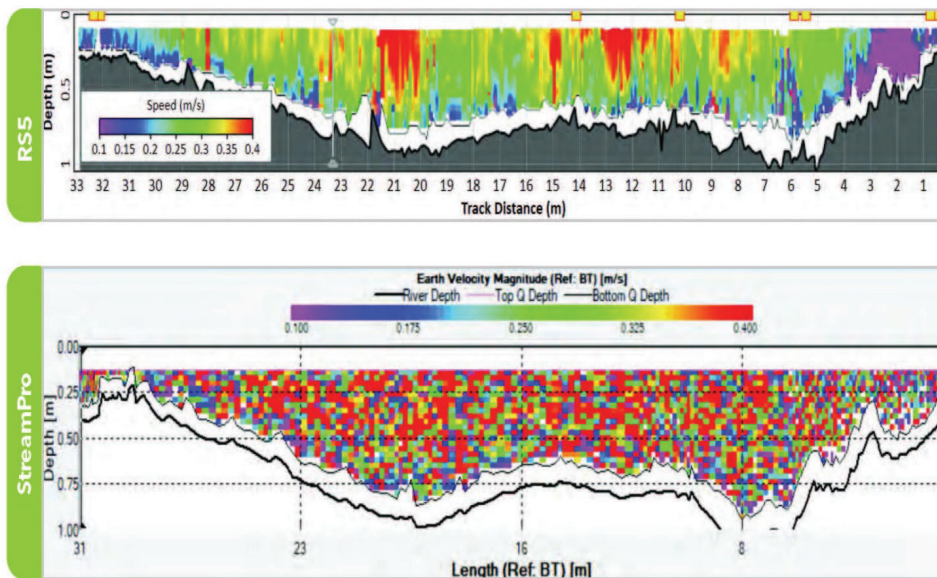 RS5
Depth (m)
0
0.5
1
Speed (m/s)
0.1 0.15 0.2 0.25 0.3 0.35 0.4
33 32 31 30 29 28 27 26 25 24 23 22 21 20 19 18 17 16 15 14 13 12 11 10 9 8 7 6 5 4 3 2 1
Track Distance (m)
StreamPro
Earth Velocity Magnitude (Ref: BT) [m/s]
River Depth Top Q Depth Bottom Q Depth
0.100 0.175 0.250 0.325 0.400
Depth [m]
0.00
0.25
0.50
0.75
1.00
31 23 16 8
Length (Ref: BT) [m]